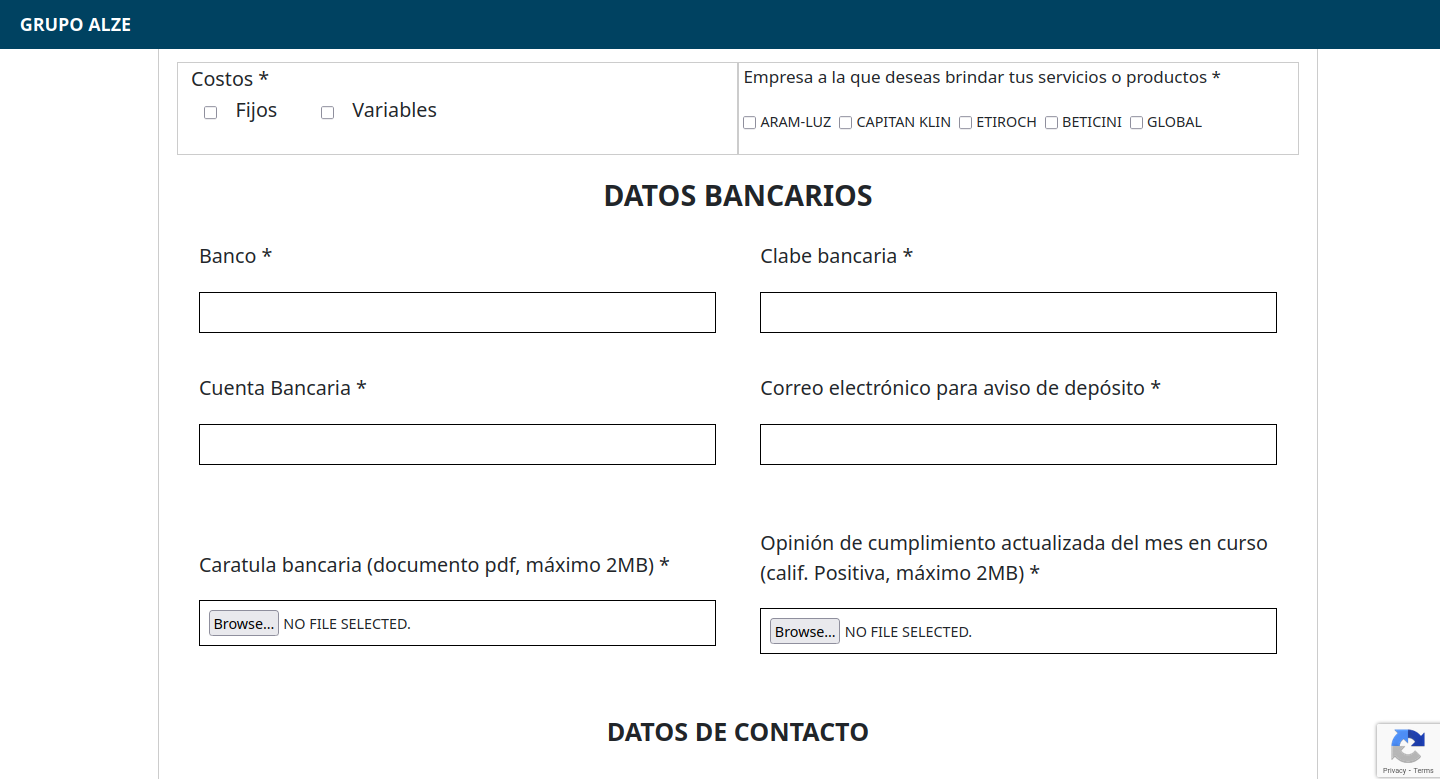 GRUPO ALZE
Costos *
Fijos Variables
Empresa a la que deseas brindar tus servicios o productos *
ARAM-LUZ CAPITAN KLIN ETIROCH BETICINI GLOBAL
DATOS BANCARIOS
Banco *
Clabe bancaria *
Cuenta Bancaria *
Correo electrónico para aviso de depósito *
Caratula bancaria (documento pdf, máximo 2MB) *
Browse... NO FILE SELECTED.
Opinión de cumplimiento actualizada del mes en curso
(calif. Positiva, máximo 2MB) *
Browse... NO FILE SELECTED.
DATOS DE CONTACTO
Privacy - Terms